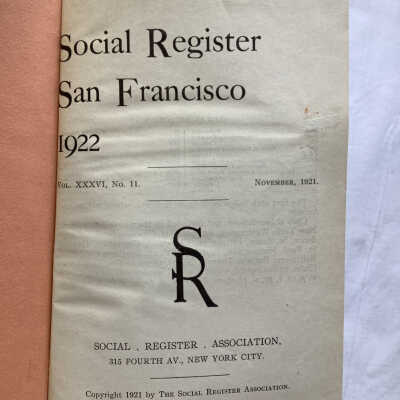 Social Register
San Francisco
1922
VOL. XXXVI, No. 11. NOVEMBER, 1921.
SR
SOCIAL . REGISTER . ASSOCIATION,
315 FOURTH AV., NEW YORK CITY.
Copyright 1921 by THE SOCIAL REGISTER ASSOCIATION.